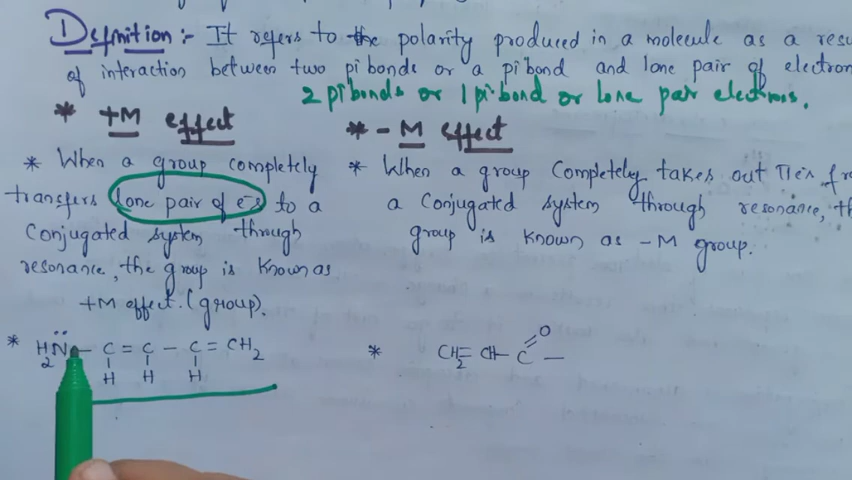 Definition :- It refers to the polarity produced in a molecule as a resu
of interaction between two pi bonds or a pi bond and lone pair of electron
2 pi bonds or 1 pi bond or lone pair electrons.
* +M effect
* When a group completely
transfers lone pair of e⁻s to a
Conjugated system through
resonance, the group is known as
+M effect. (group).
* H₂N̈ - C = C - C = CH₂
H H H
* - M effect
* When a group Completely takes out πe⁻s fr
a Conjugated system through resonance, th
group is known as -M group.
* CH₂= CH - C -
O